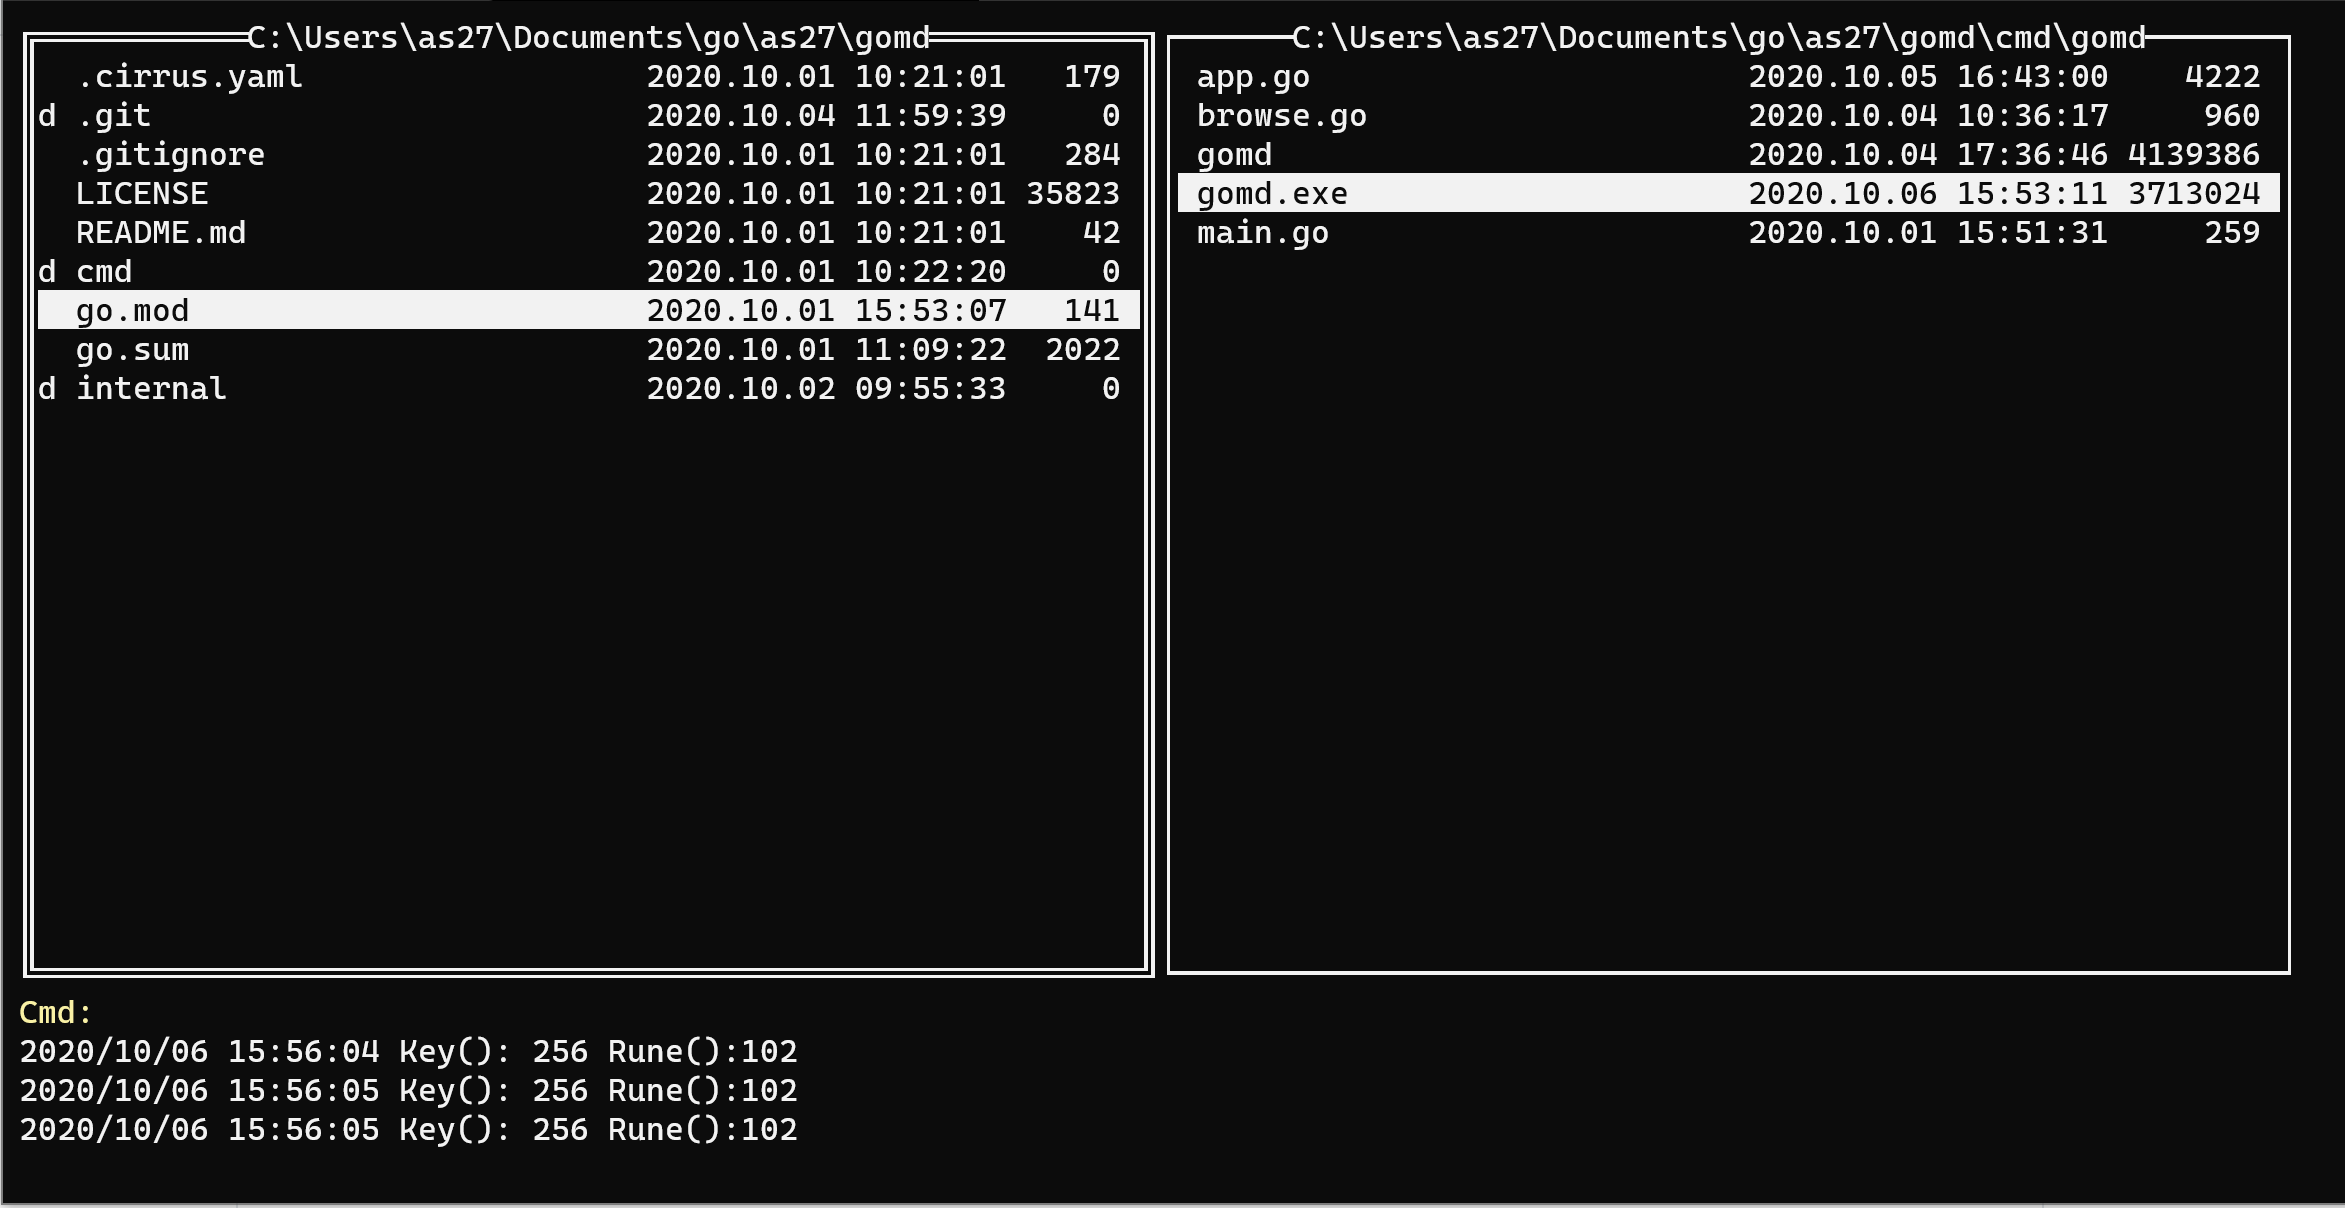 C:\Users\as27\Documents\go\as27\gomd
.cirrus.yaml 2020.10.01 10:21:01 179
d .git 2020.10.04 11:59:39 0
.gitignore 2020.10.01 10:21:01 284
LICENSE 2020.10.01 10:21:01 35823
README.md 2020.10.01 10:21:01 42
d cmd 2020.10.01 10:22:20 0
go.mod 2020.10.01 15:53:07 141
go.sum 2020.10.01 11:09:22 2022
d internal 2020.10.02 09:55:33 0
C:\Users\as27\Documents\go\as27\gomd\cmd\gomd
app.go 2020.10.05 16:43:00 4222
browse.go 2020.10.04 10:36:17 960
gomd 2020.10.04 17:36:46 4139386
gomd.exe 2020.10.06 15:53:11 3713024
main.go 2020.10.01 15:51:31 259
Cmd:
2020/10/06 15:56:04 Key(): 256 Rune():102
2020/10/06 15:56:05 Key(): 256 Rune():102
2020/10/06 15:56:05 Key(): 256 Rune():102